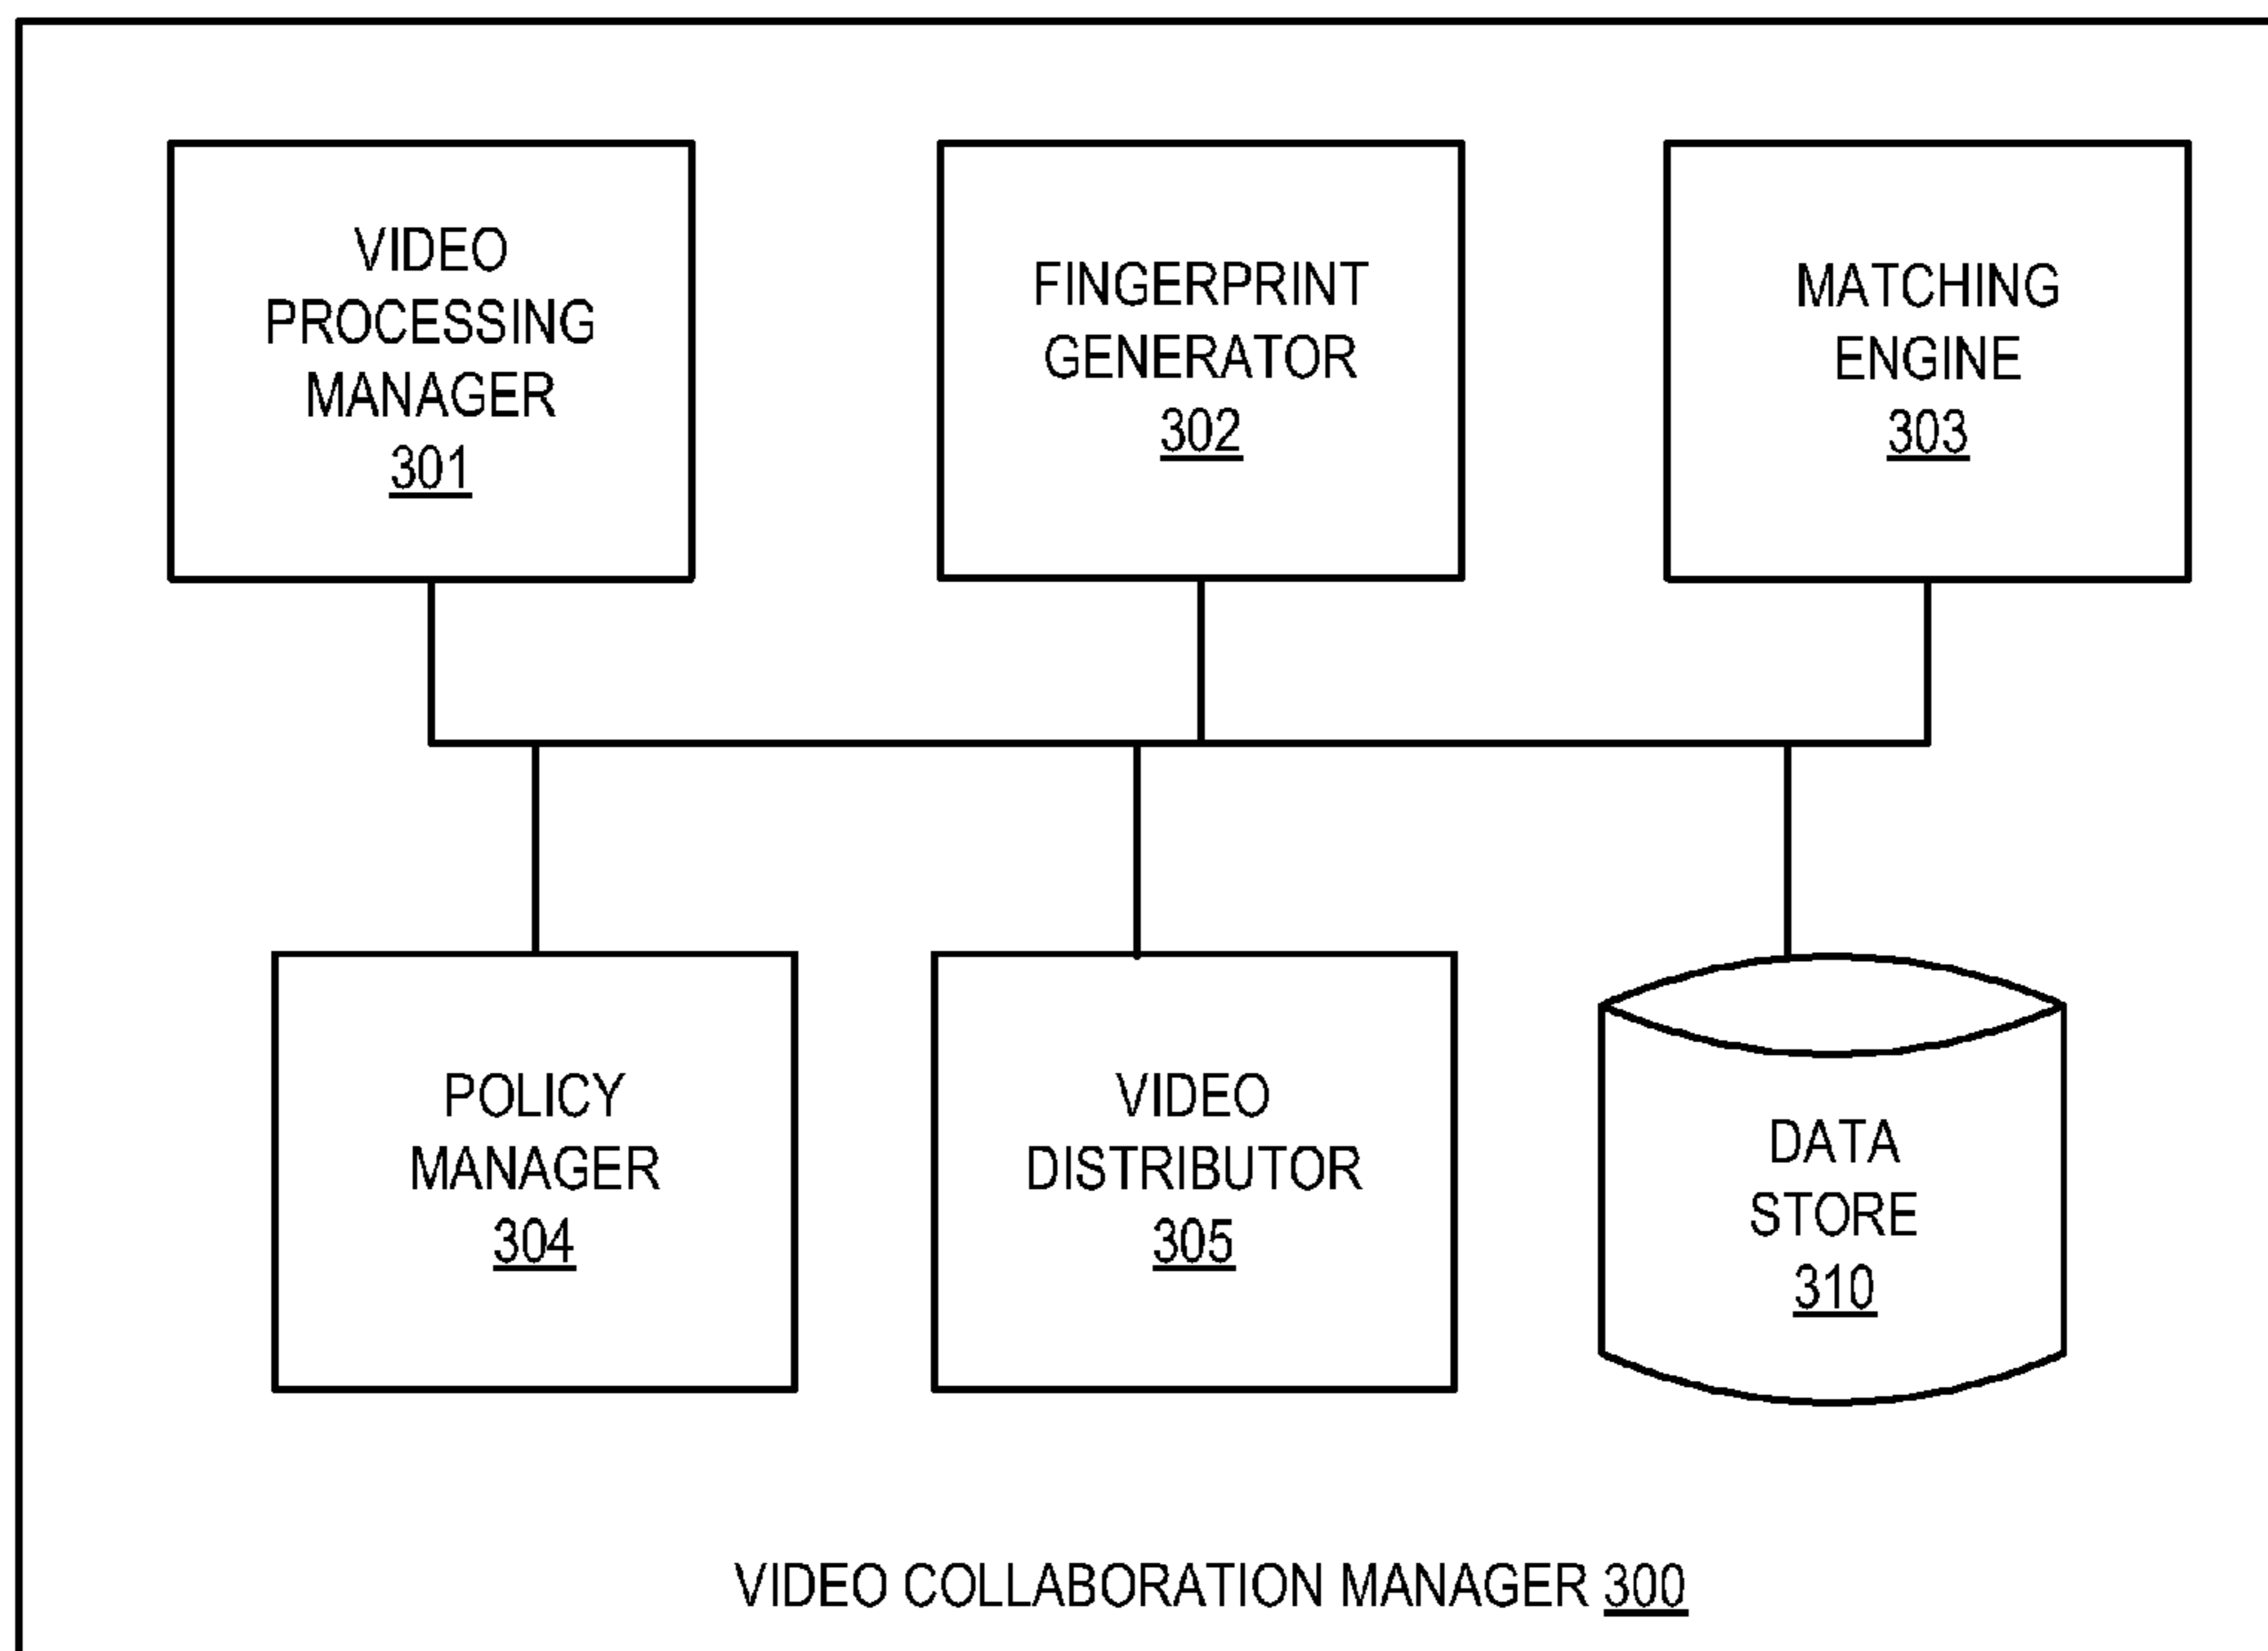 VIDEO
PROCESSING
MANAGER
301
FINGERPRINT
GENERATOR
302
MATCHING
ENGINE
303
POLICY
MANAGER
304
VIDEO
DISTRIBUTOR
305
DATA
STORE
310
VIDEO COLLABORATION MANAGER 300